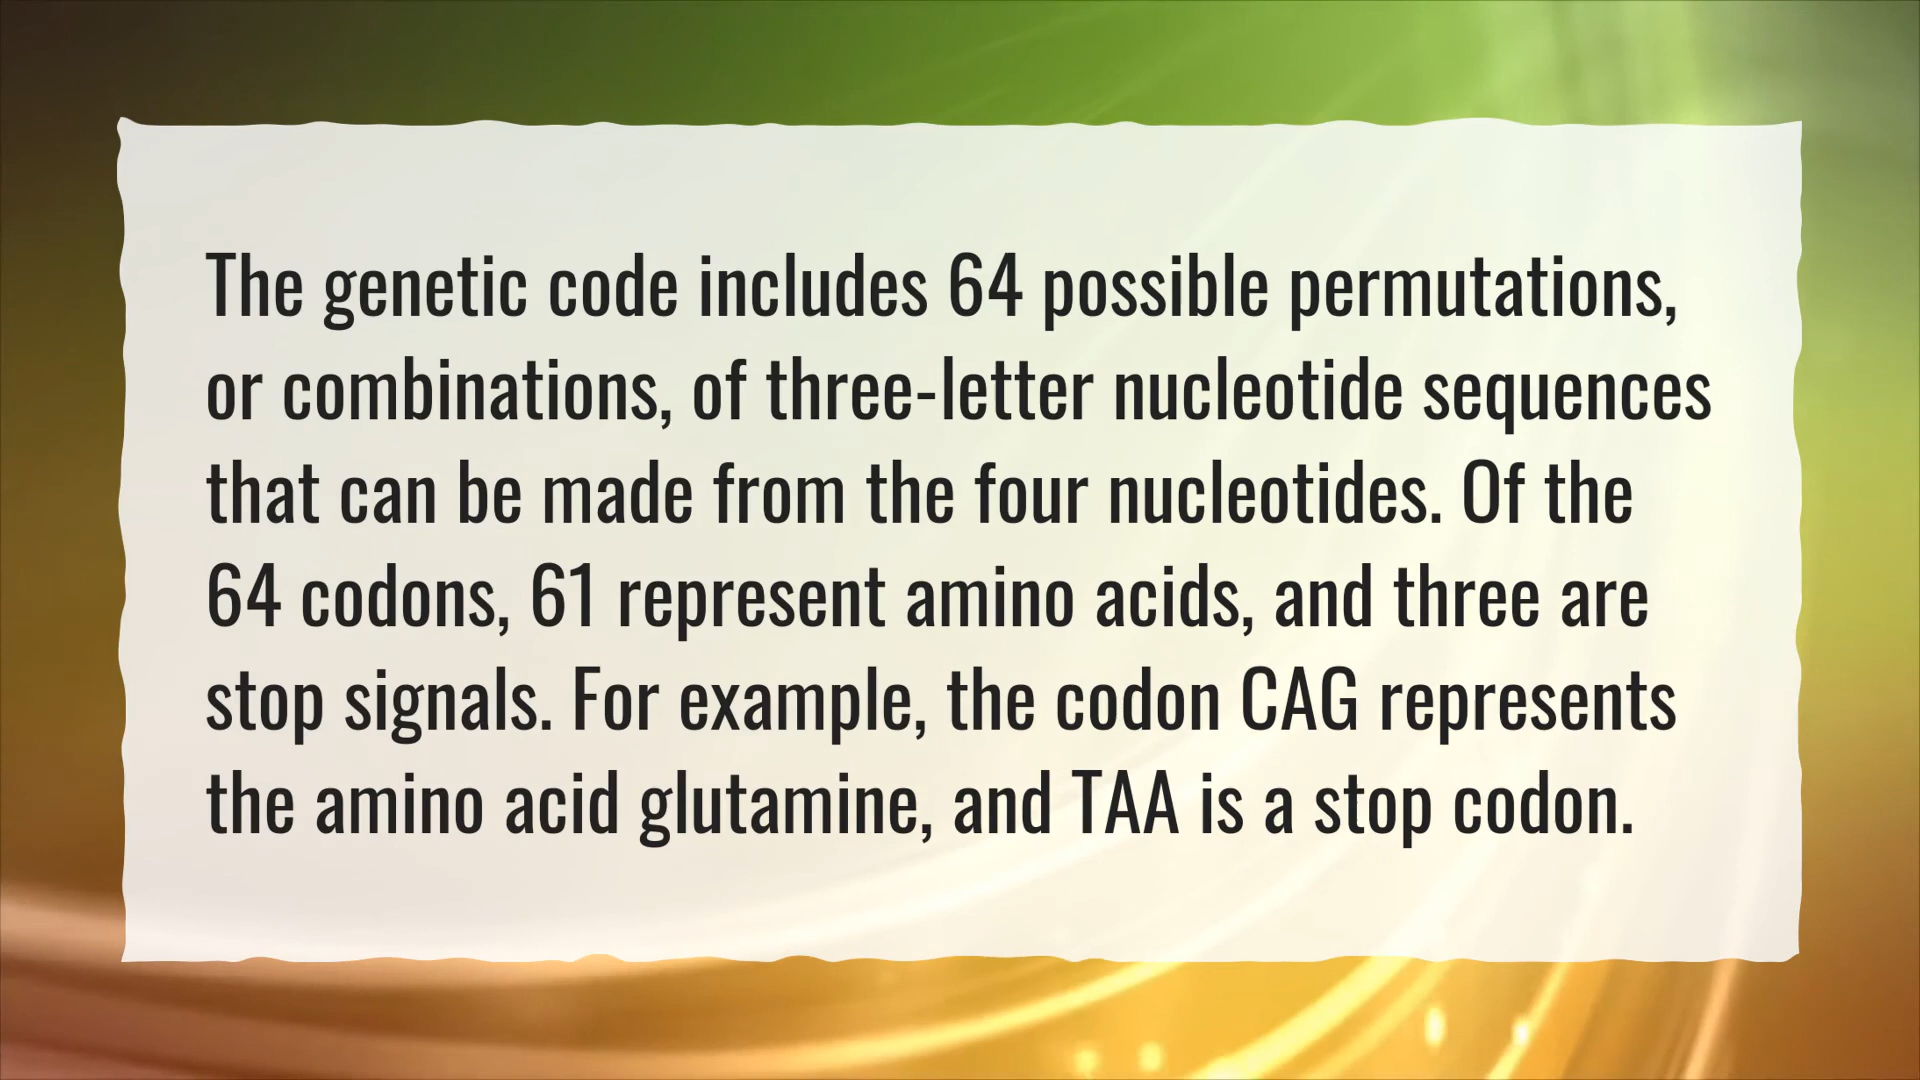 The genetic code includes 64 possible permutations,
or combinations, of three-letter nucleotide sequences
that can be made from the four nucleotides. Of the
64 codons, 61 represent amino acids, and three are
stop signals. For example, the codon CAG represents
the amino acid glutamine, and TAA is a stop codon.